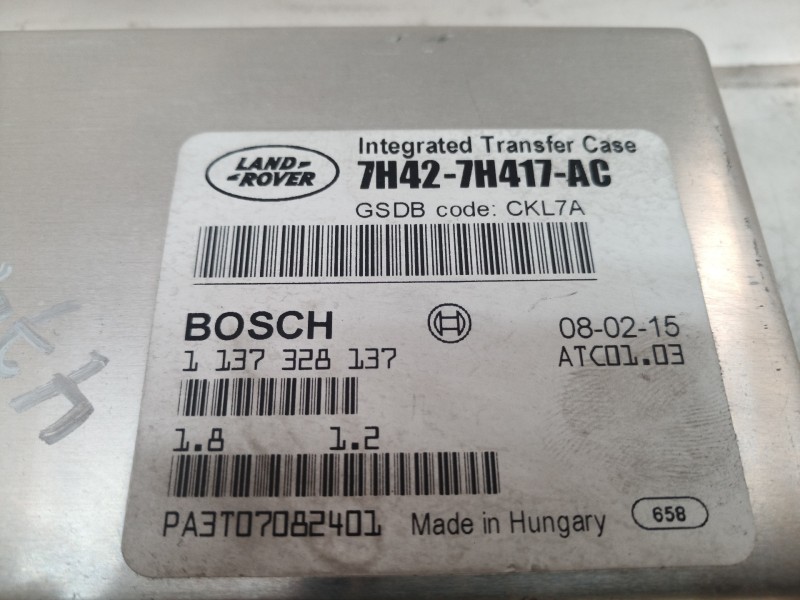 LAND-
-ROVER
Integrated Transfer Case
7H42-7H417-AC
GSDB code: CKL7A
BOSCH
08-02-15
1 137 328 137
ATC01.03
1.8 1.2
PA3T07082401
Made in Hungary
658